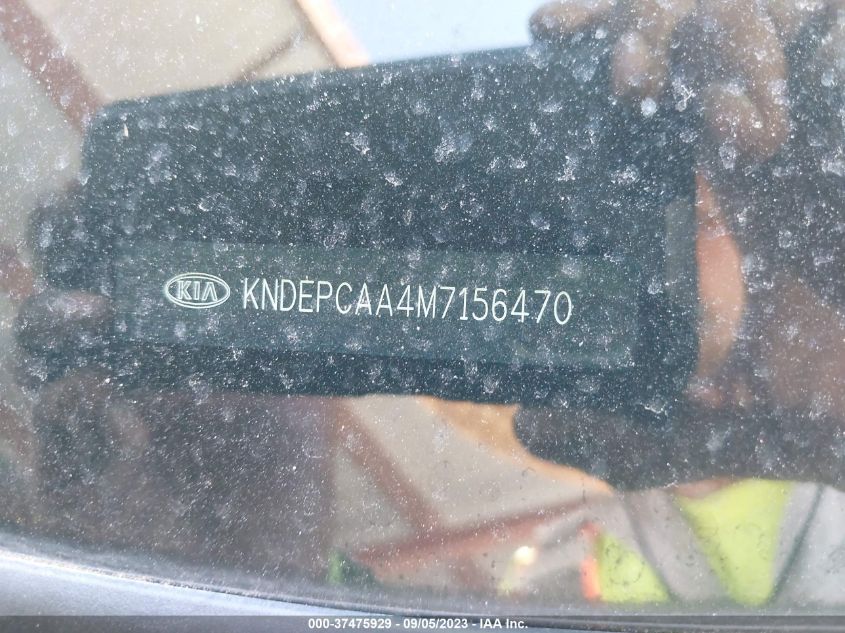 KIA KNDEPCAA4M7156470
000-37475929 - 09/05/2023 - IAA Inc.